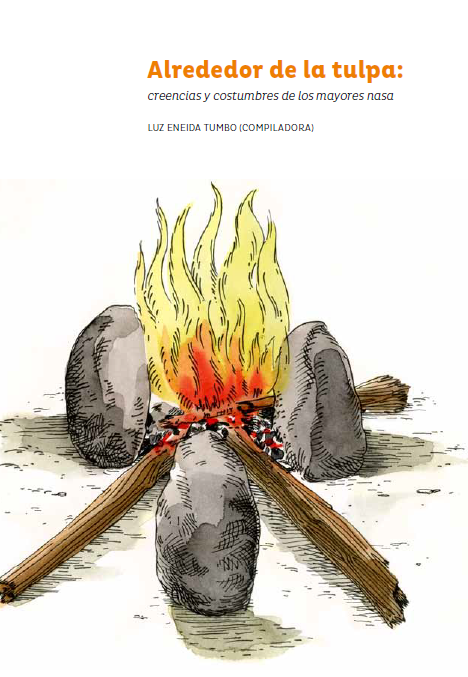 Alrededor de la tulpa:
creencias y costumbres de los mayores nasa
LUZ ENEIDA TUMBO (COMPILADORA)